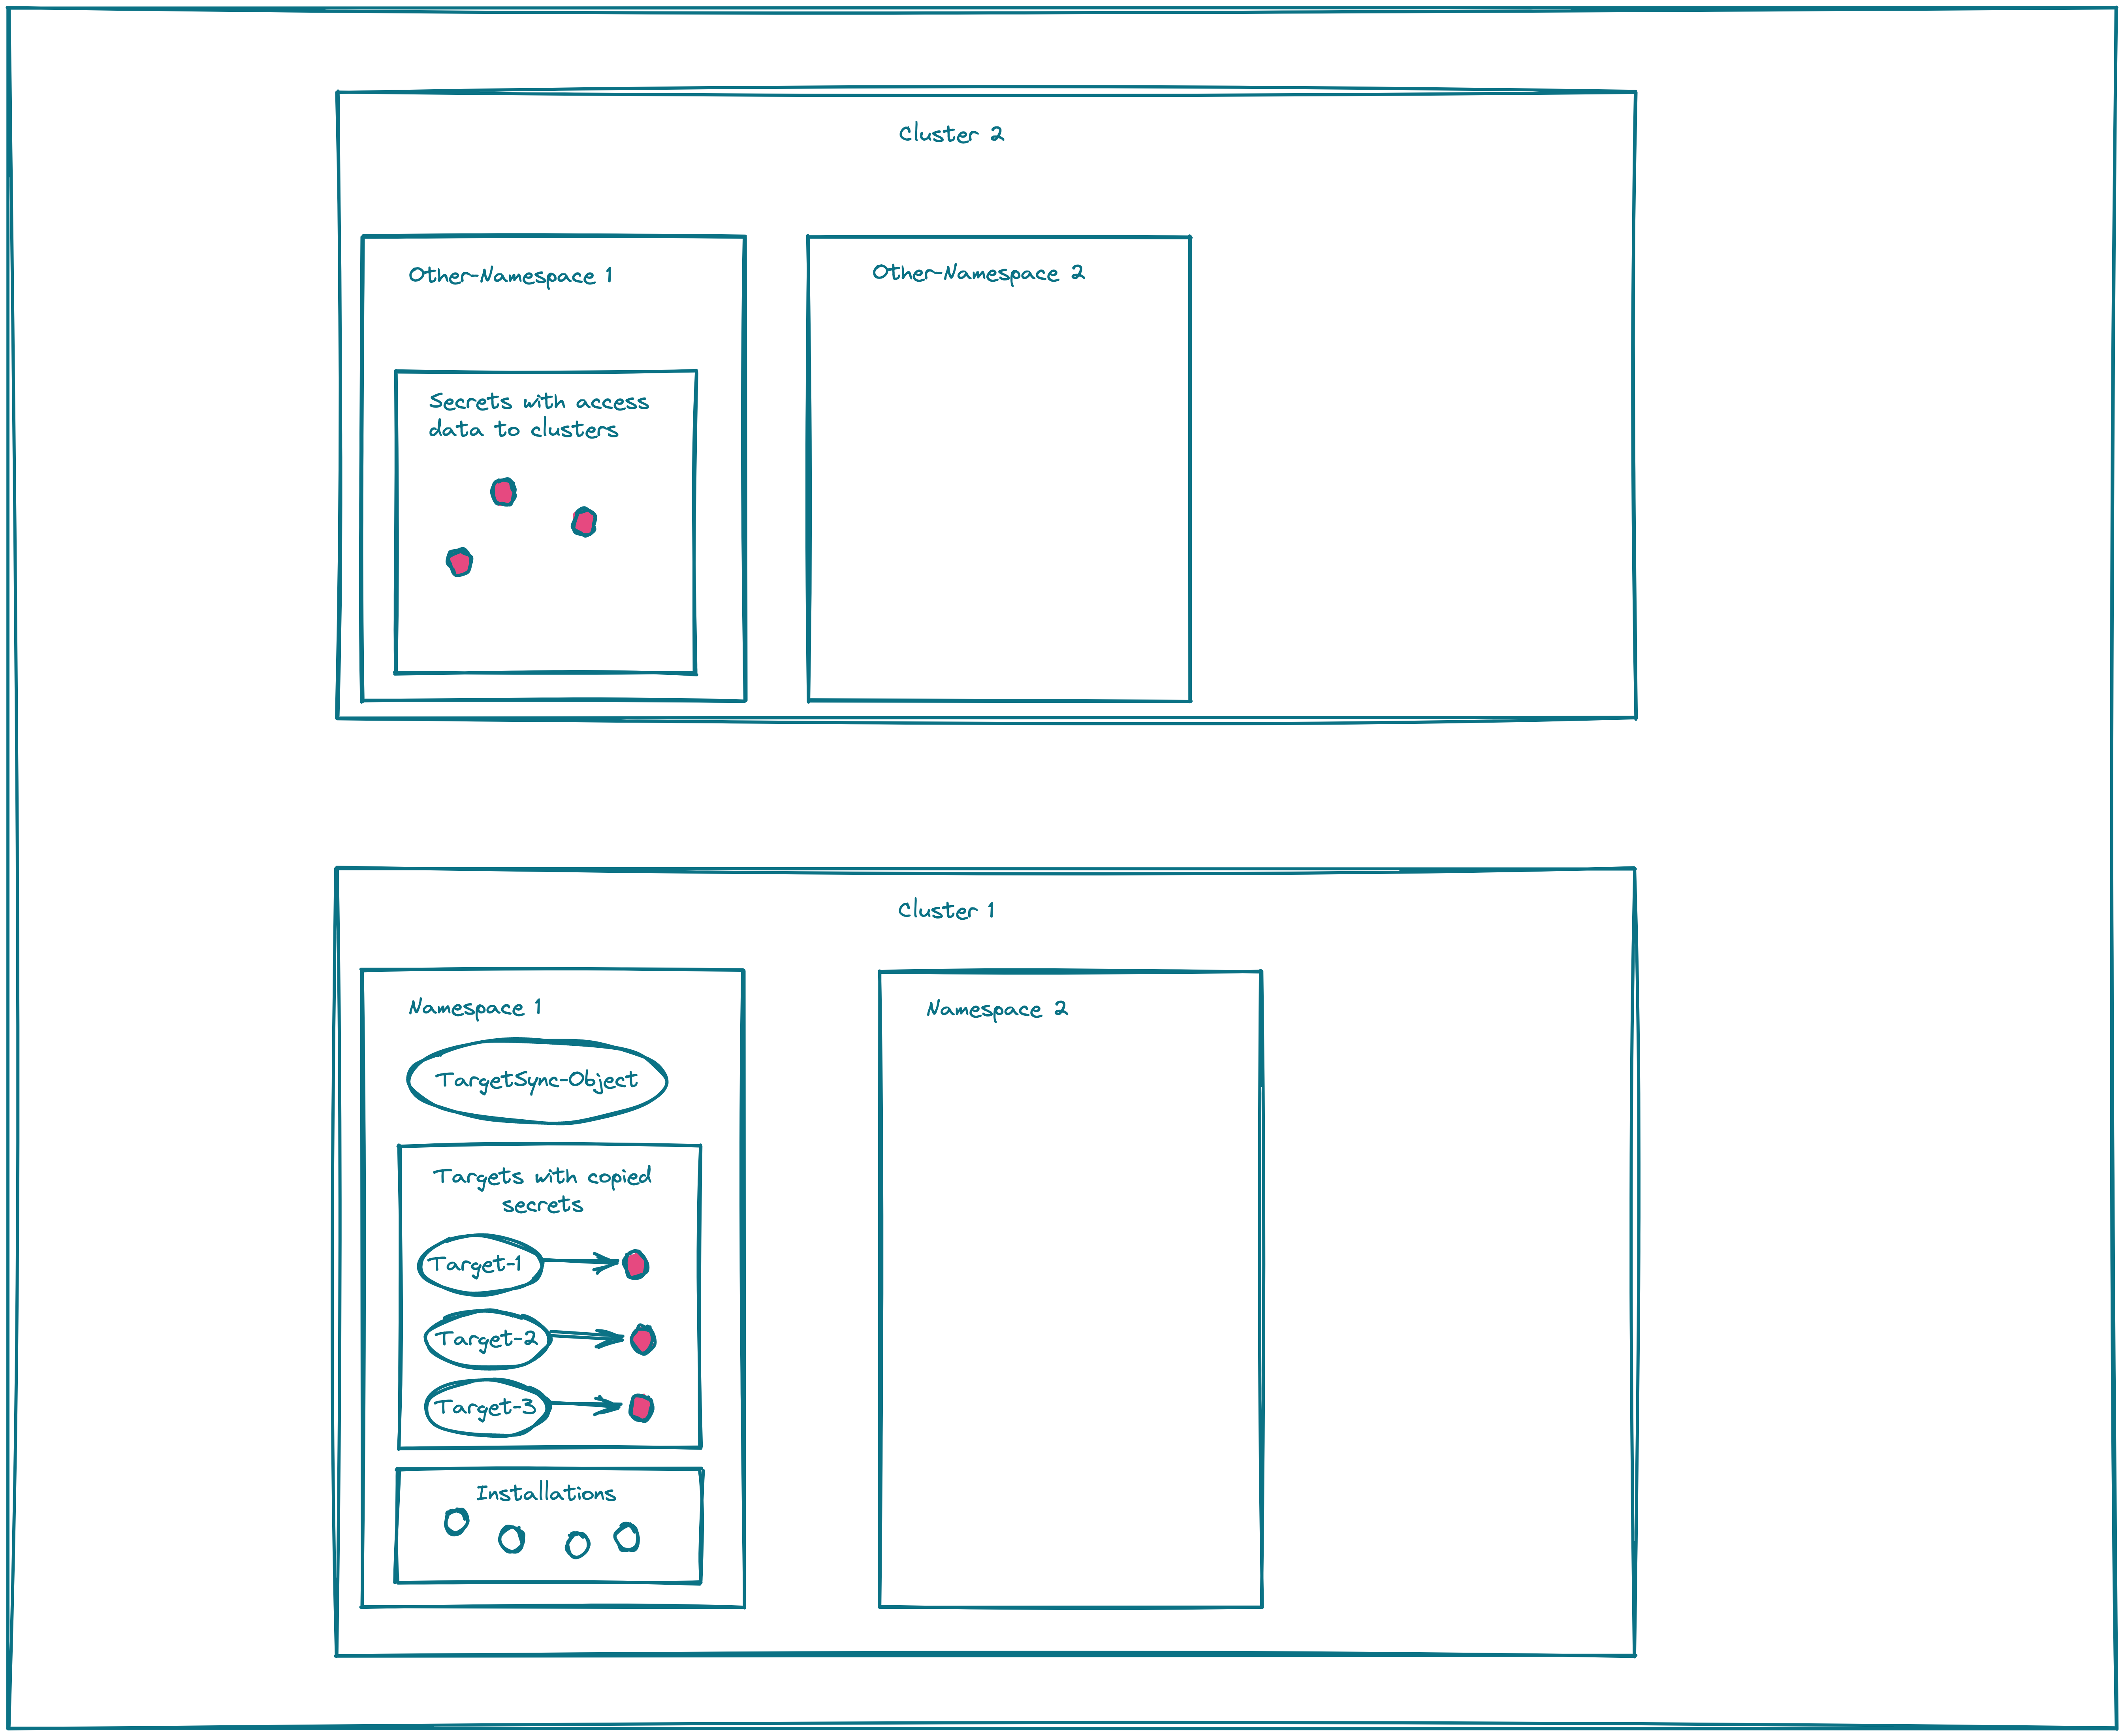 Cluster 2
Other-Namespace 1
Other-Namespace 2
Secrets with access
data to clusters
Cluster 1
Namespace 1
Namespace 2
TargetSync-Object
Targets with copied
secrets
Target-1
Target-2
Target-3
Installations